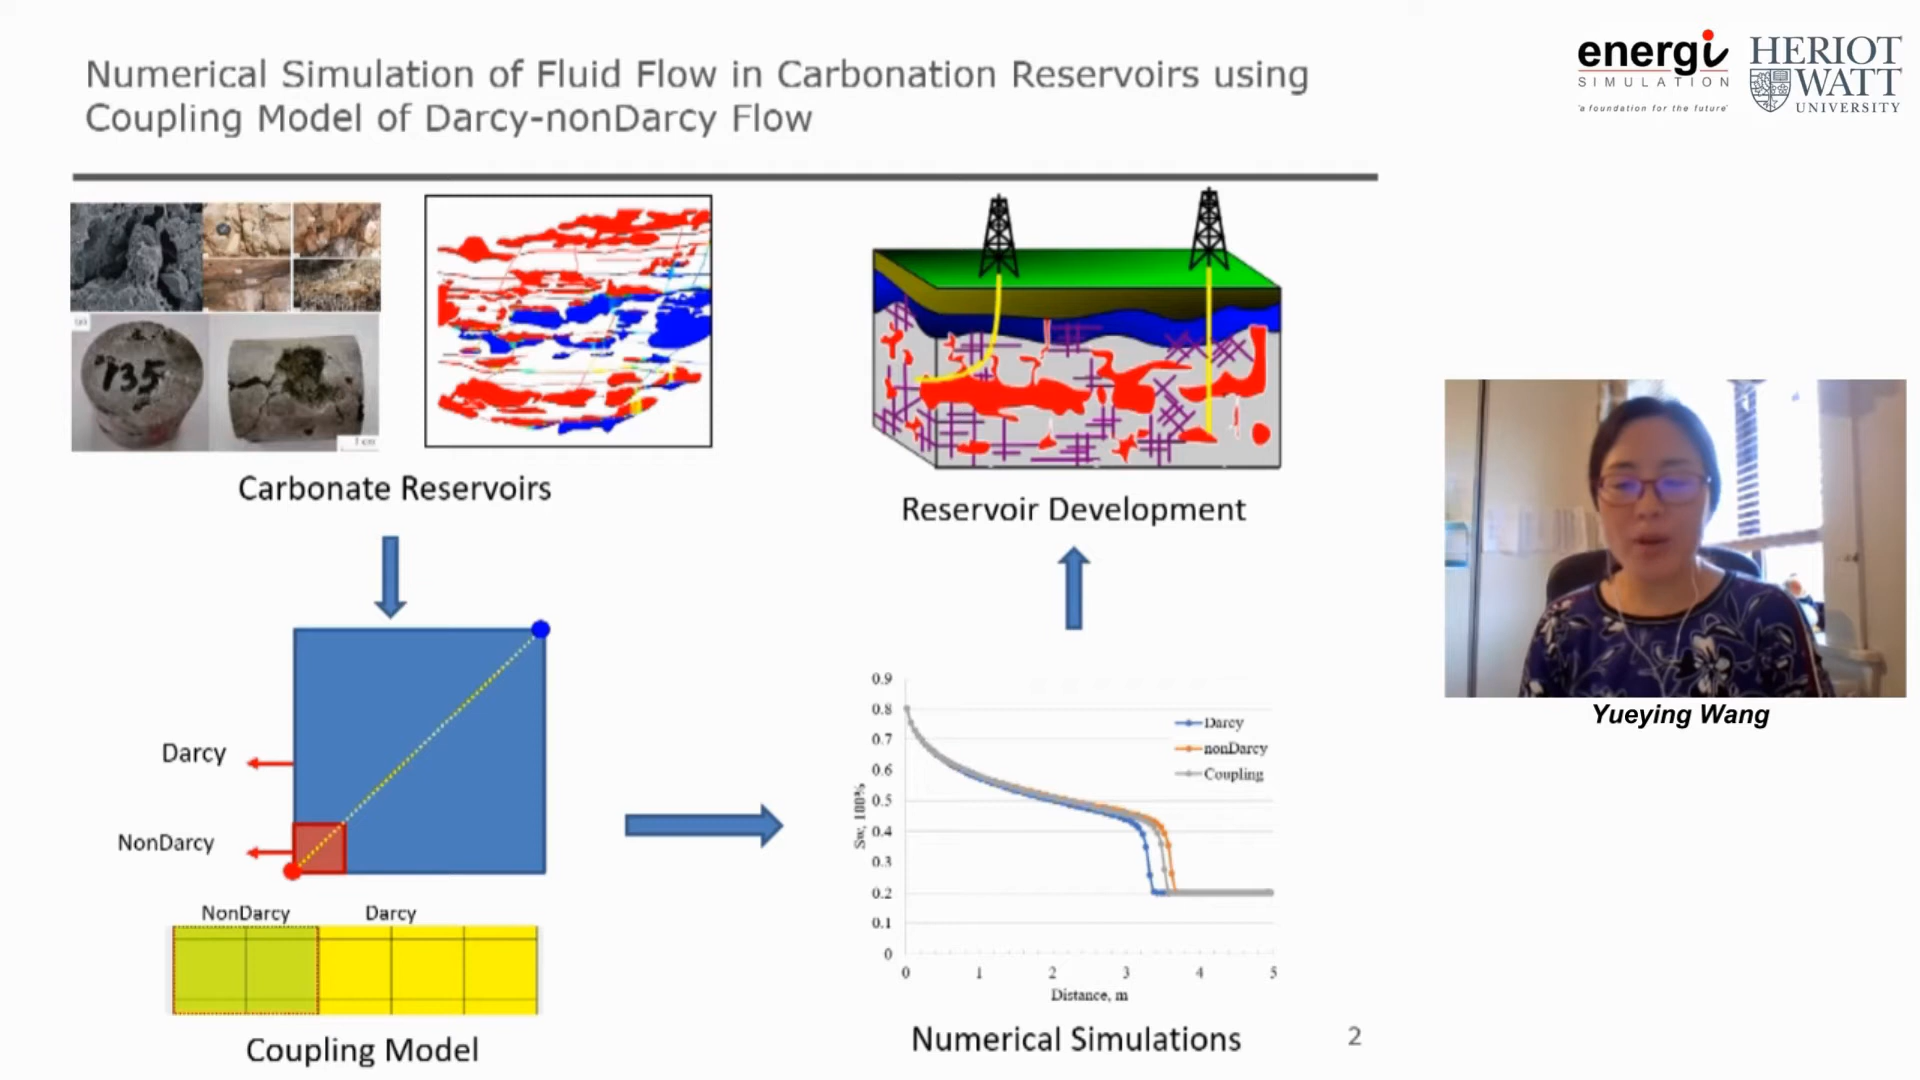 Numerical Simulation of Fluid Flow in Carbonation Reservoirs using
Coupling Model of Darcy-nonDarcy Flow
energi
SIMULATION
'a foundation for the future'
HERIOT
WATT
UNIVERSITY
735
1 cm
Carbonate Reservoirs
Reservoir Development
Darcy
NonDarcy
NonDarcy Darcy
Coupling Model
0.9
0.8
0.7
0.6
0.5
0.4
0.3
0.2
0.1
0
Sw, 100%
Darcy
nonDarcy
Coupling
0 1 2 3 4 5
Distance, m
Numerical Simulations
2
Yueying Wang